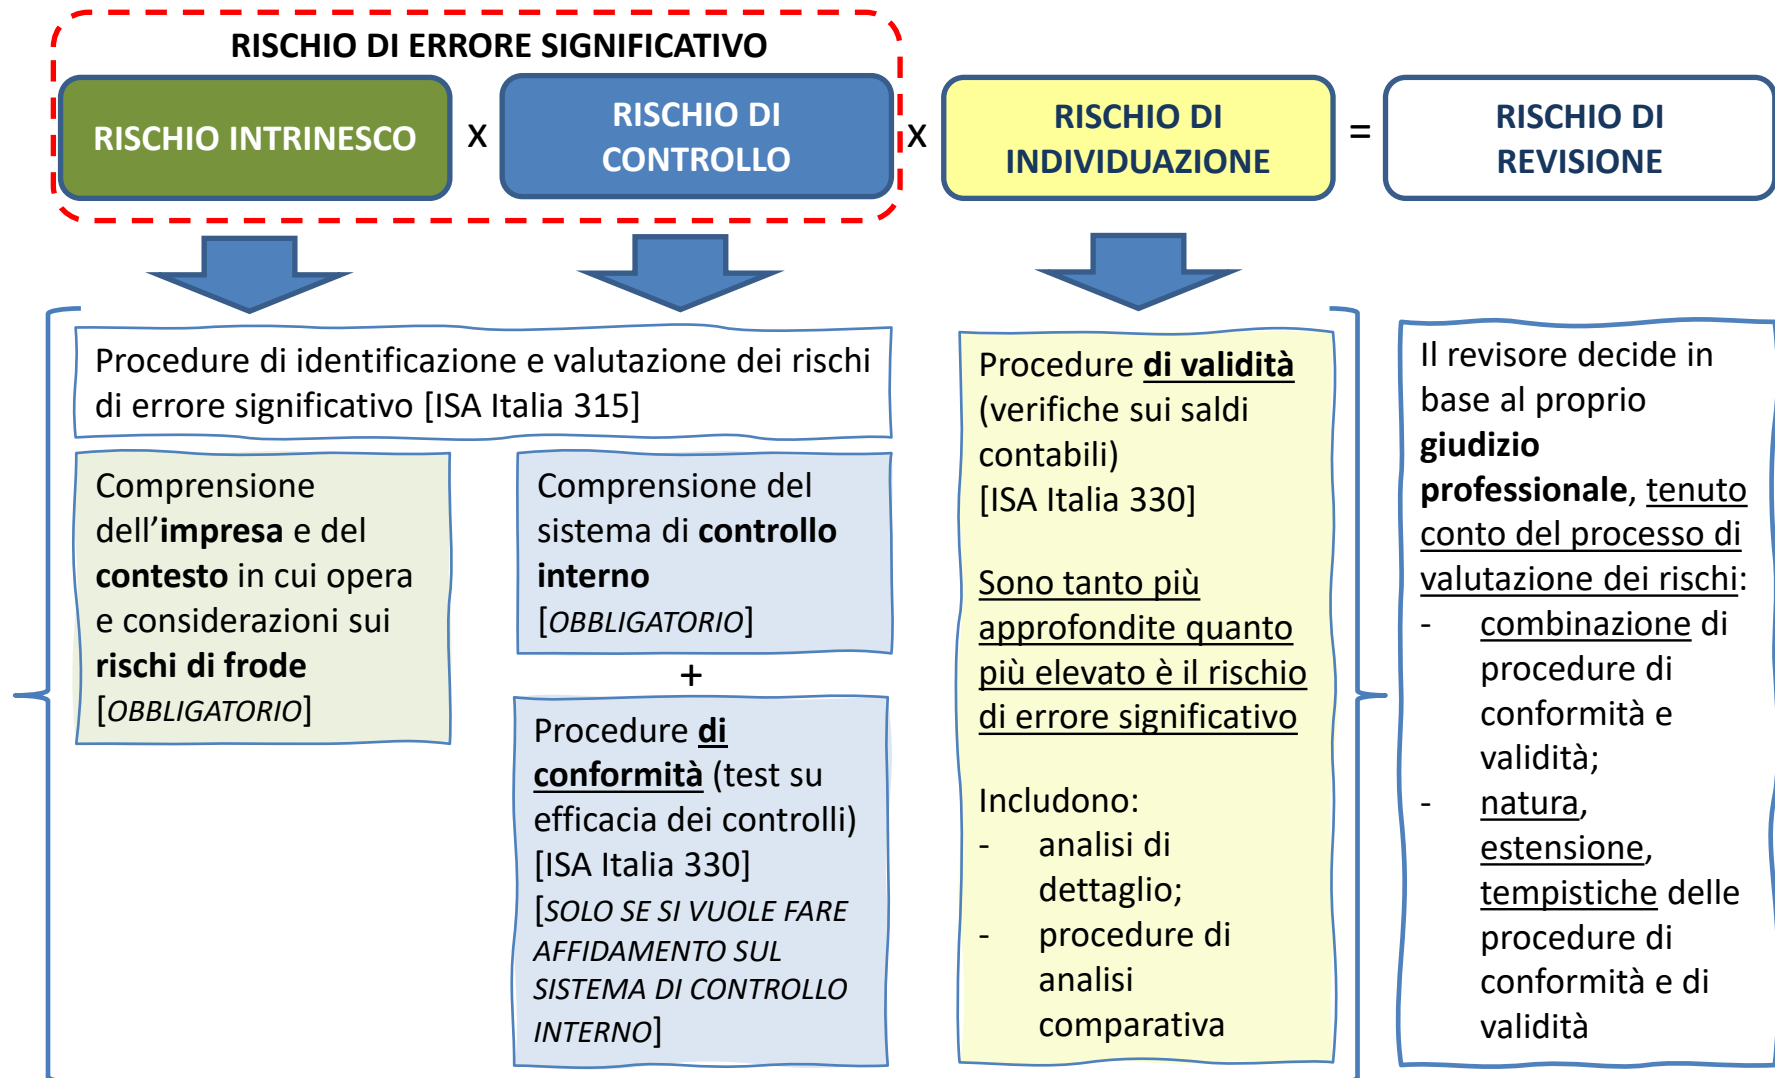 RISCHIO DI ERRORE SIGNIFICATIVO
RISCHIO INTRINESCO
x
RISCHIO DI
CONTROLLO
x
RISCHIO DI
INDIVIDUAZIONE
=
RISCHIO DI
REVISIONE
Procedure di identificazione e valutazione dei rischi
di errore significativo [ISA Italia 315]
Comprensione
dell’impresa e del
contesto in cui opera
e considerazioni sui
rischi di frode
[OBBLIGATORIO]
Comprensione del
sistema di controllo
interno
[OBBLIGATORIO]
+
Procedure di
conformità (test su
efficacia dei controlli)
[ISA Italia 330]
[SOLO SE SI VUOLE FARE
AFFIDAMENTO SUL
SISTEMA DI CONTROLLO
INTERNO]
Procedure di validità
(verifiche sui saldi
contabili)
[ISA Italia 330]
Sono tanto più
approfondite quanto
più elevato è il rischio
di errore significativo
Includono:
- analisi di
dettaglio;
- procedure di
analisi
comparativa
Il revisore decide in
base al proprio
giudizio
professionale, tenuto
conto del processo di
valutazione dei rischi:
- combinazione di
procedure di
conformità e
validità;
- natura,
estensione,
tempistiche delle
procedure di
conformità e di
validità